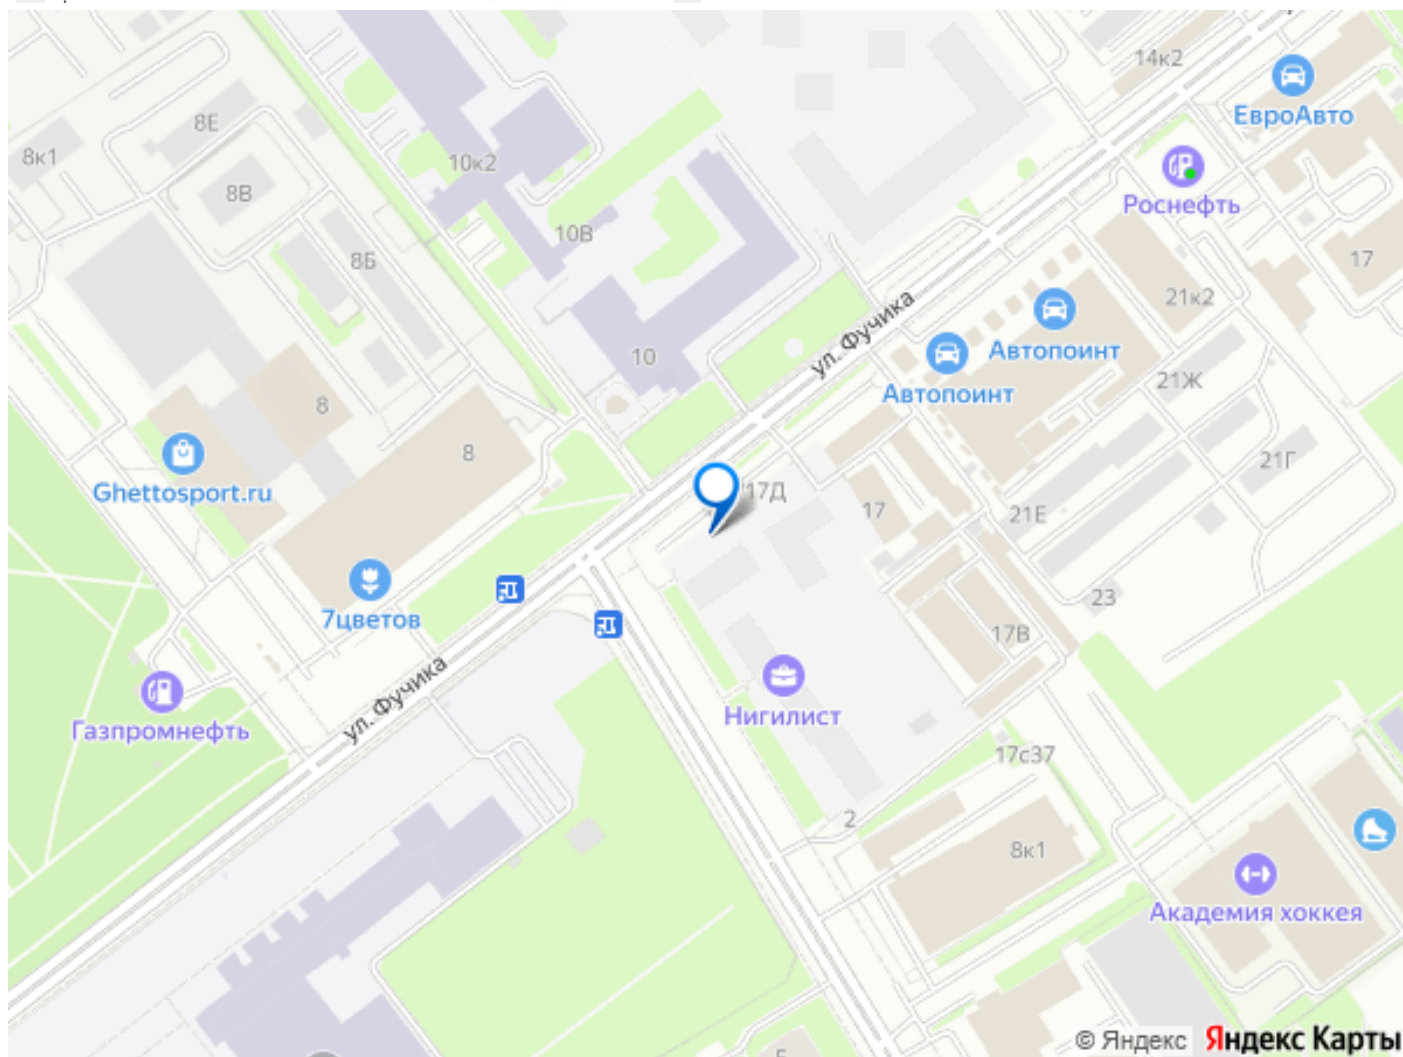 14к2
ЕвроАвто
8Е
8к1
10к2
8В
Роснефть
10В
8Б
17
21к2
ул. Фучика
Автопоинт
10
Автопоинт
21Ж
8
8
Ghettosport.ru
21Г
17Д
17
21Е
7цветов
23
17В
ул. Фучика
Газпромнефть
Нигилист
17с37
2
8к1
Академия хоккея
© Яндекс Яндекс Карты